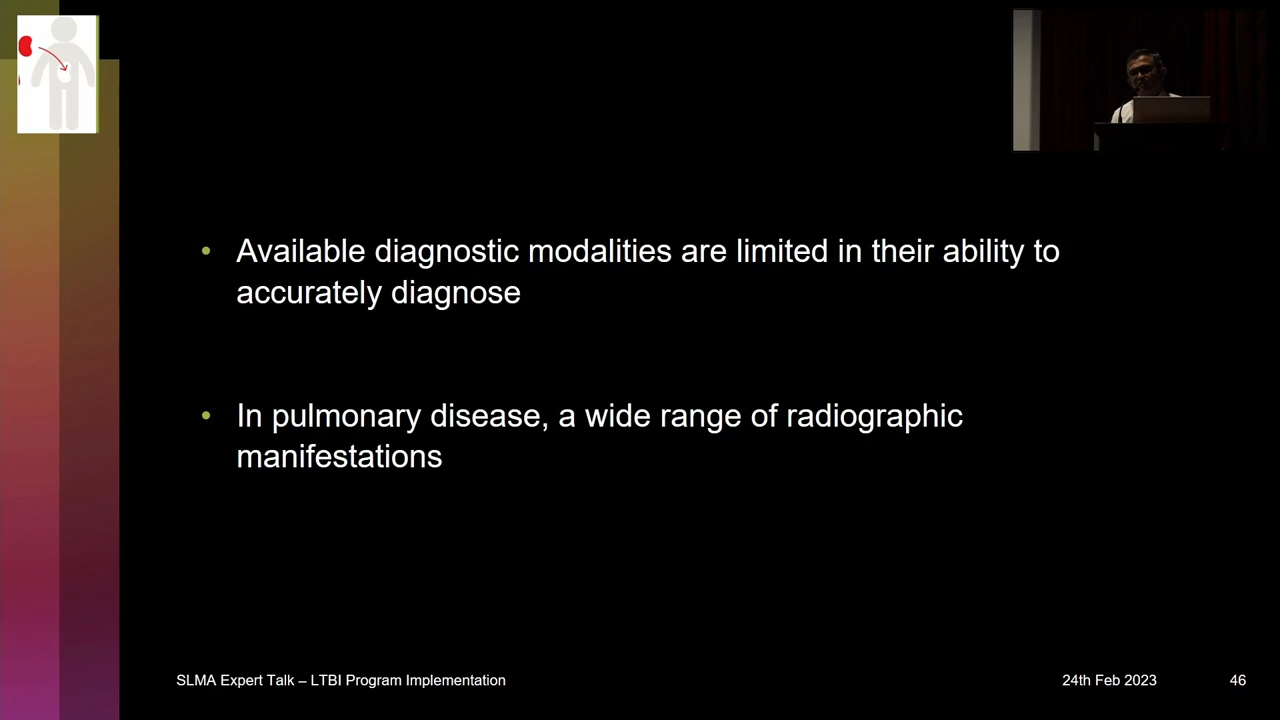 • Available diagnostic modalities are limited in their ability to
accurately diagnose
• In pulmonary disease, a wide range of radiographic
manifestations
SLMA Expert Talk – LTBI Program Implementation
24th Feb 2023
46